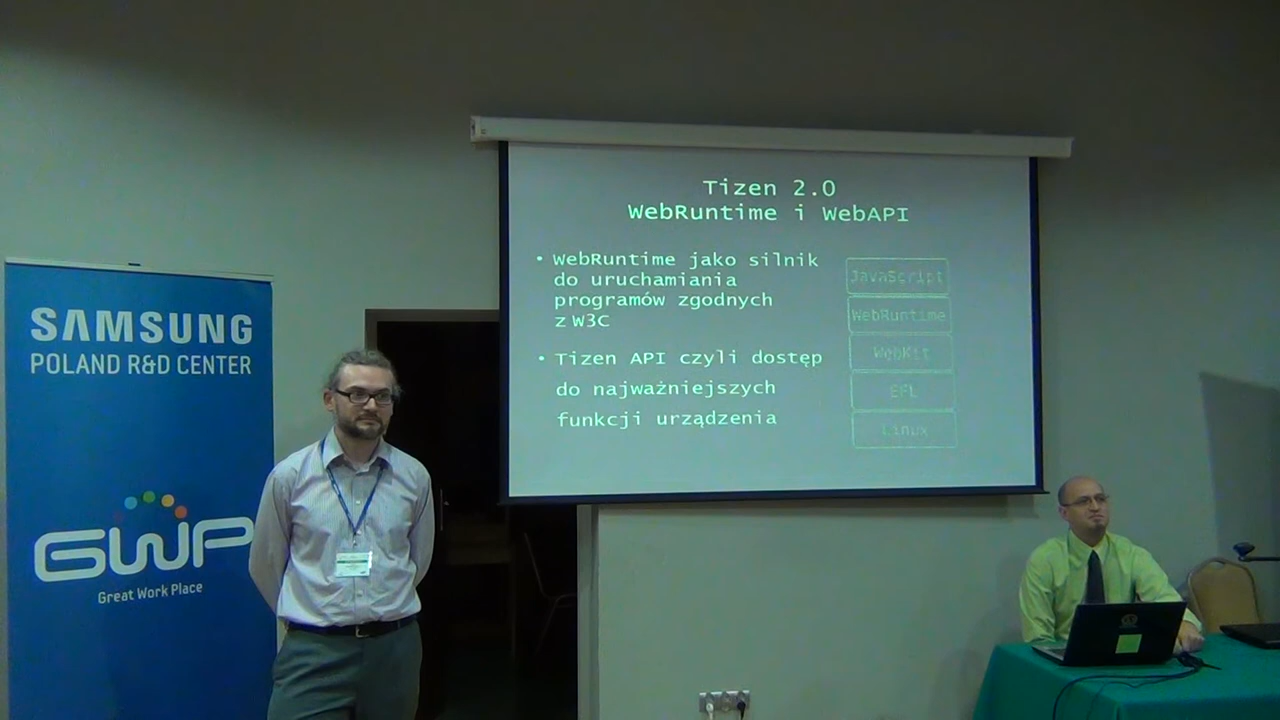 Tizen 2.0
WebRuntime i WebAPI
• WebRuntime jako silnik
do uruchamiania
programów zgodnych
z W3C
• Tizen API czyli dostęp
do najważniejszych
funkcji urządzenia
JavaScript
WebRuntime
WebKit
EFL
Linux
SAMSUNG
POLAND R&D CENTER
GWP
Great Work Place